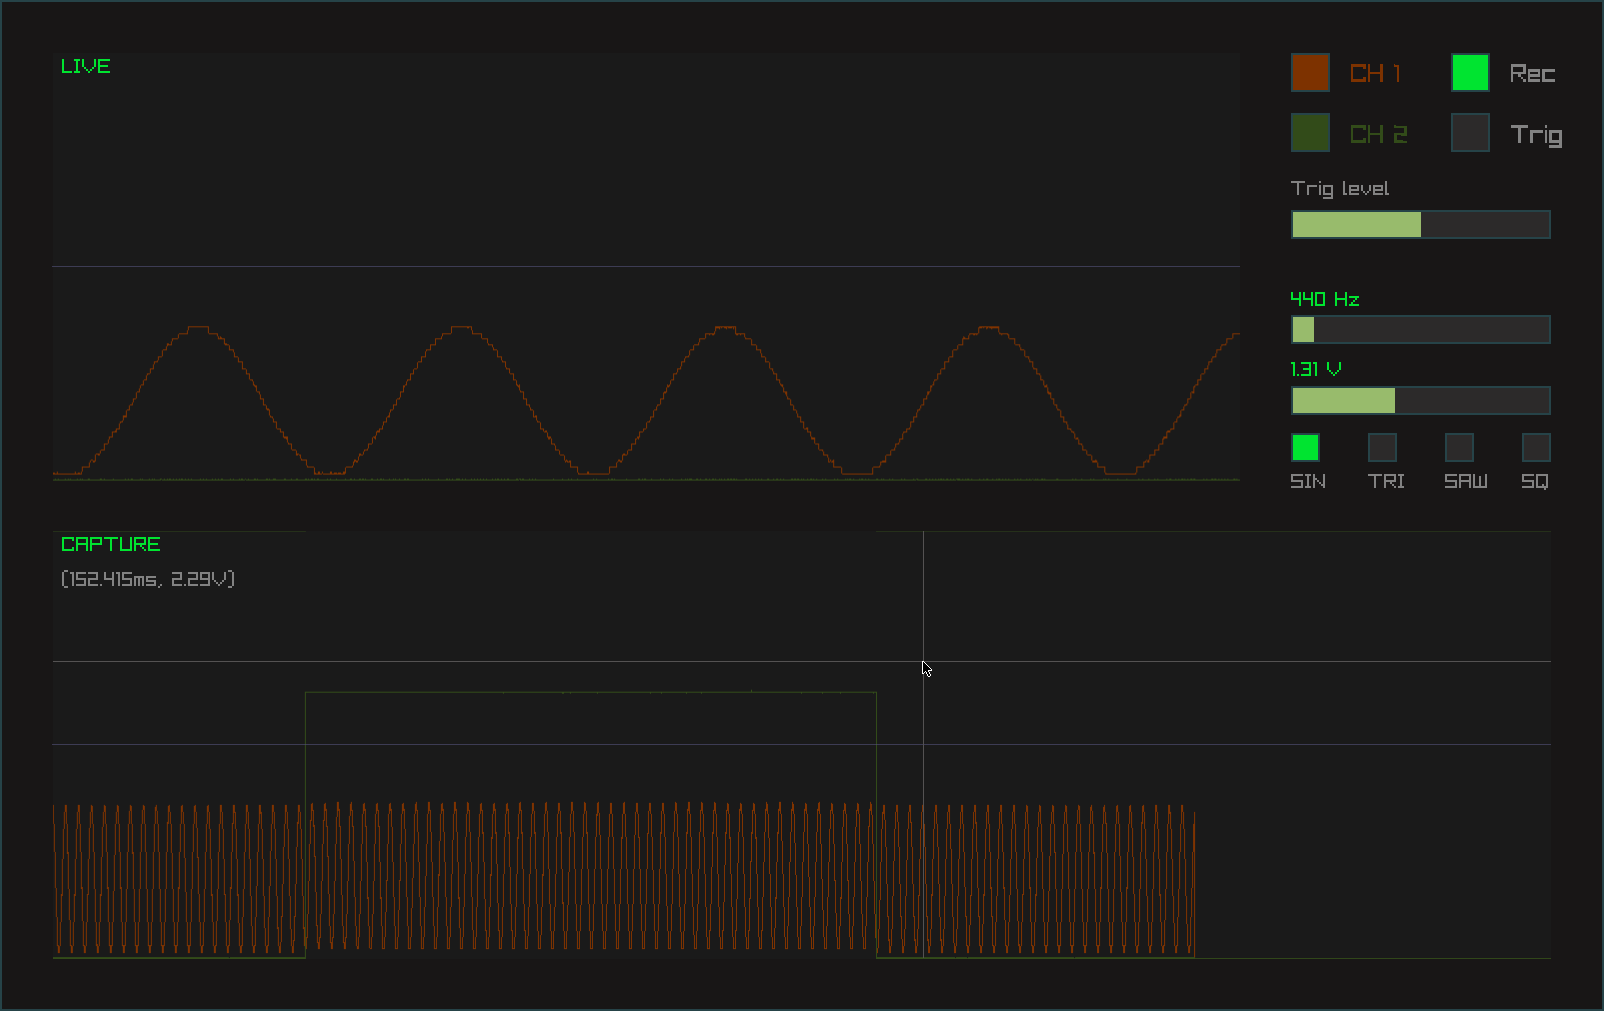 LIVE
CH 1
Rec
CH 2
Trig
Trig level
440 Hz
1.31 V
SIN TRI SAW SQ
CAPTURE
(152.415ms, 2.29V)